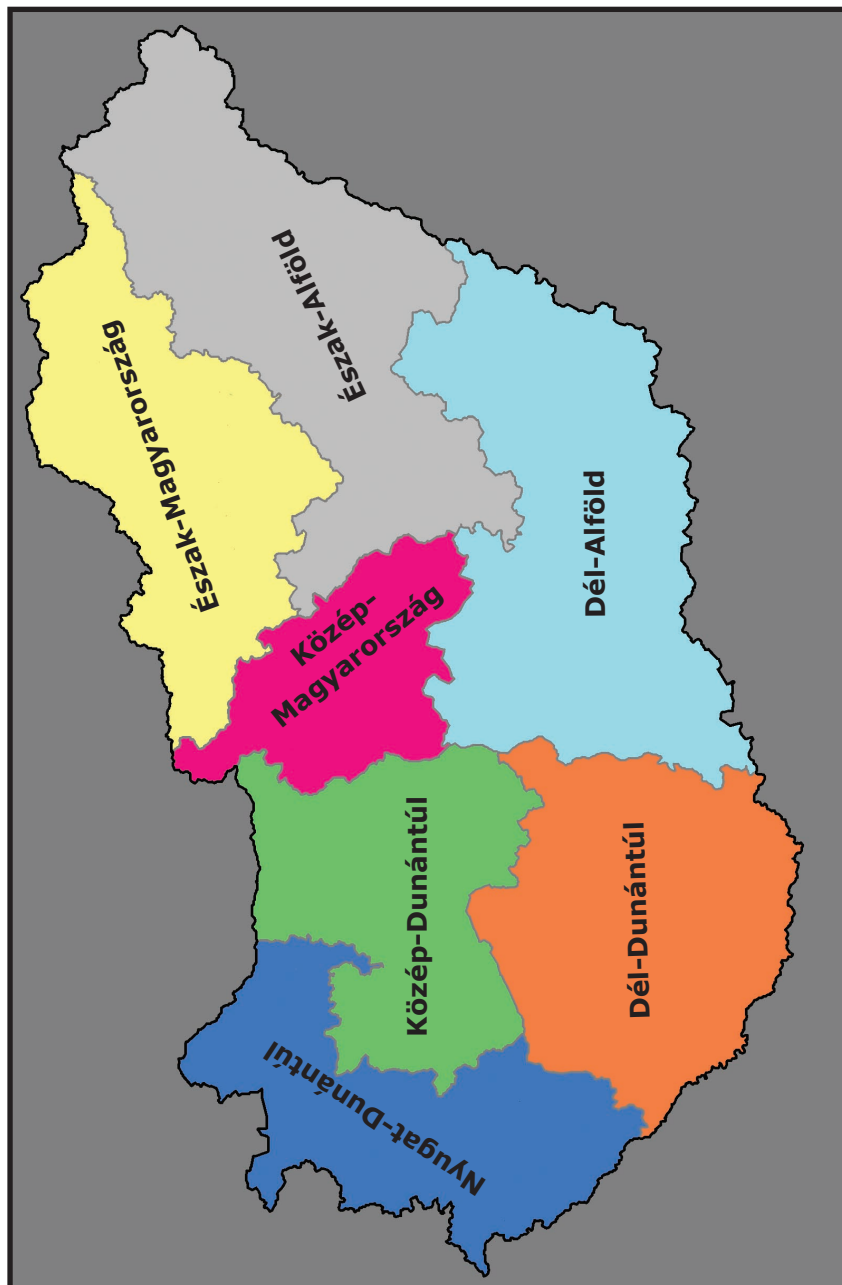 Észak-Magyarország
Észak-Alföld
Közép-
Magyarország
Dél-Alföld
Közép-Dunántúl
Nyugat-Dunántúl
Dél-Dunántúl